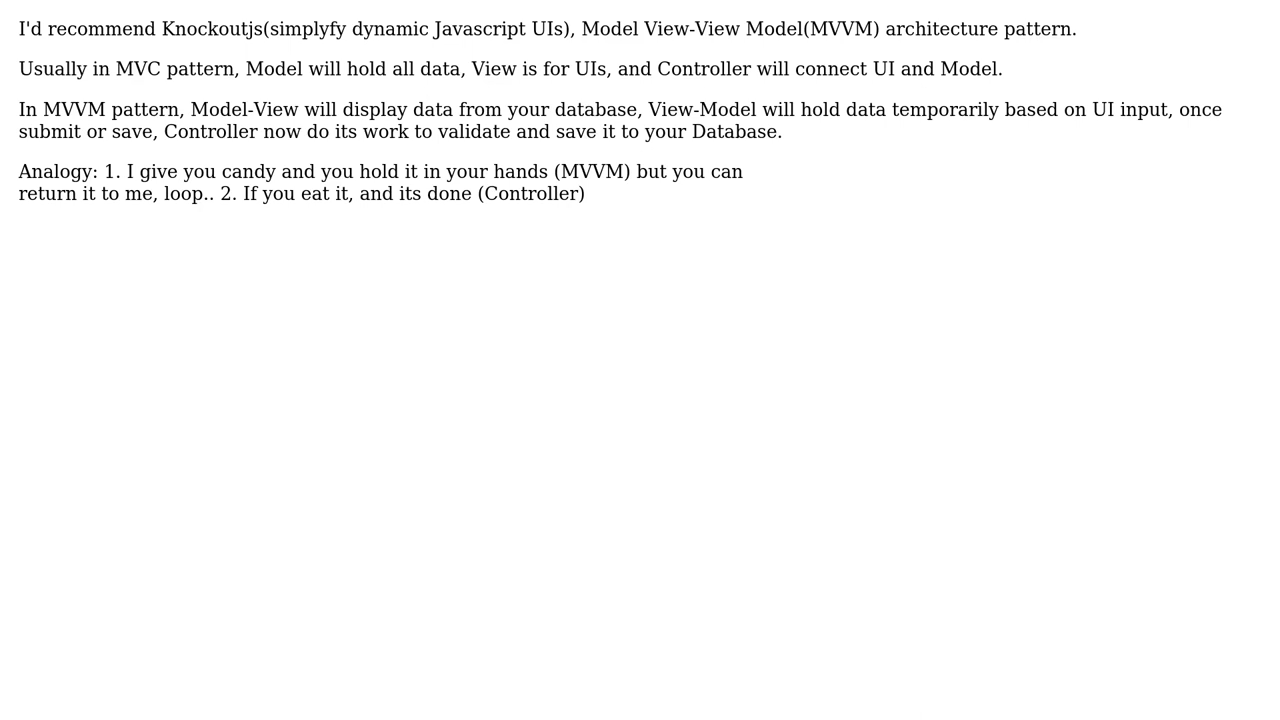 I'd recommend Knockoutjs(simplyfy dynamic Javascript UIs), Model View-View Model(MVVM) architecture pattern.
Usually in MVC pattern, Model will hold all data, View is for UIs, and Controller will connect UI and Model.
In MVVM pattern, Model-View will display data from your database, View-Model will hold data temporarily based on UI input, once
submit or save, Controller now do its work to validate and save it to your Database.
Analogy: 1. I give you candy and you hold it in your hands (MVVM) but you can
return it to me, loop.. 2. If you eat it, and its done (Controller)